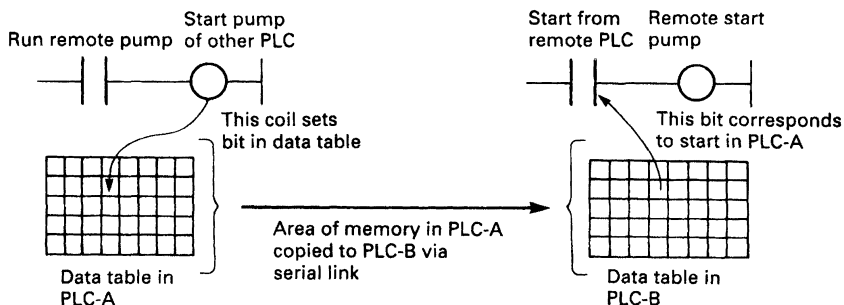 Run remote pump
Start pump
of other PLC
This coil sets
bit in data table
Data table in
PLC-A
Area of memory in PLC-A
copied to PLC-B via
serial link
Start from
remote PLC
Remote start
pump
This bit corresponds
to start in PLC-A
Data table in
PLC-B